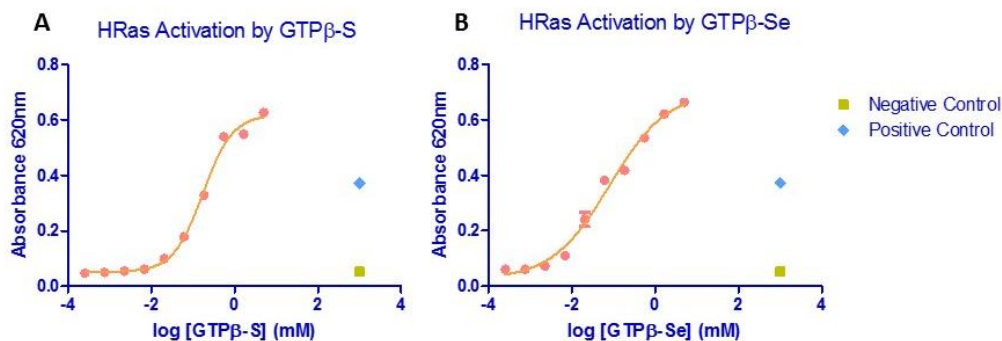 A
HRas Activation by GTPβ-S
0.8
0.6
0.4
0.2
0.0
-4
-2
0
2
4
Absorbance 620nm
log [GTPβ-S] (mM)
B
HRas Activation by GTPβ-Se
0.8
0.6
0.4
0.2
0.0
-4
-2
0
2
4
Absorbance 620nm
log [GTPβ-Se] (mM)
Negative Control
Positive Control